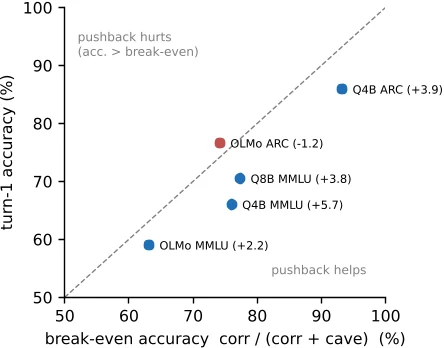 100
pushback hurts
(acc. > break-even)
90
Q4B ARC (+3.9)
80
OLMo ARC (-1.2)
turn-1 accuracy (%)
70
Q8B MMLU (+3.8)
Q4B MMLU (+5.7)
60
OLMo MMLU (+2.2)
pushback helps
50
50 60 70 80 90 100
break-even accuracy corr / (corr + cave) (%)